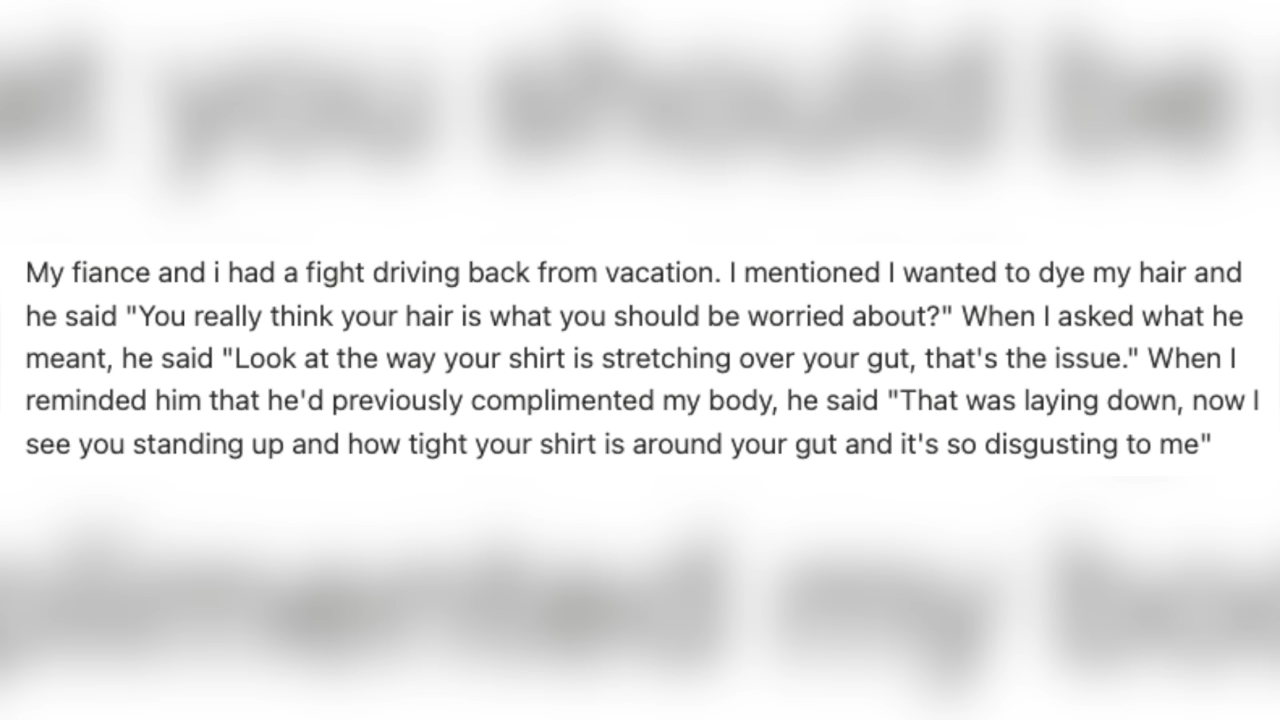 My fiance and i had a fight driving back from vacation. I mentioned I wanted to dye my hair and
he said "You really think your hair is what you should be worried about?" When I asked what he
meant, he said "Look at the way your shirt is stretching over your gut, that's the issue." When I
reminded him that he'd previously complimented my body, he said "That was laying down, now I
see you standing up and how tight your shirt is around your gut and it's so disgusting to me"